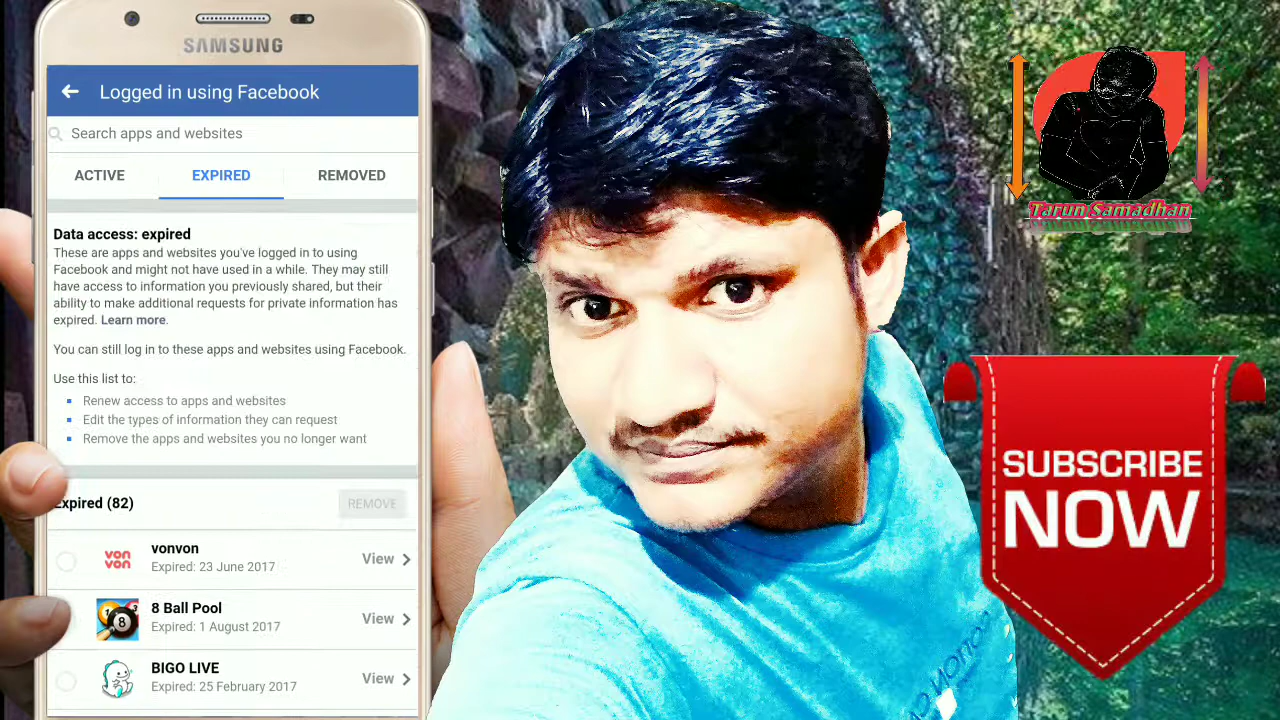 SAMSUNG
Logged in using Facebook
Search apps and websites
ACTIVE EXPIRED REMOVED
Data access: expired
These are apps and websites you've logged in to using
Facebook and might not have used in a while. They may still
have access to information you previously shared, but their
ability to make additional requests for private information has
expired. Learn more.
You can still log in to these apps and websites using Facebook.
Use this list to:
Renew access to apps and websites
Edit the types of information they can request
Remove the apps and websites you no longer want
Expired (82) REMOVE
von
von
vonvon
Expired: 23 June 2017
View
8
8 Ball Pool
Expired: 1 August 2017
View
BIGO LIVE
Expired: 25 February 2017
View
Tarun Samadhan
SUBSCRIBE
NOW